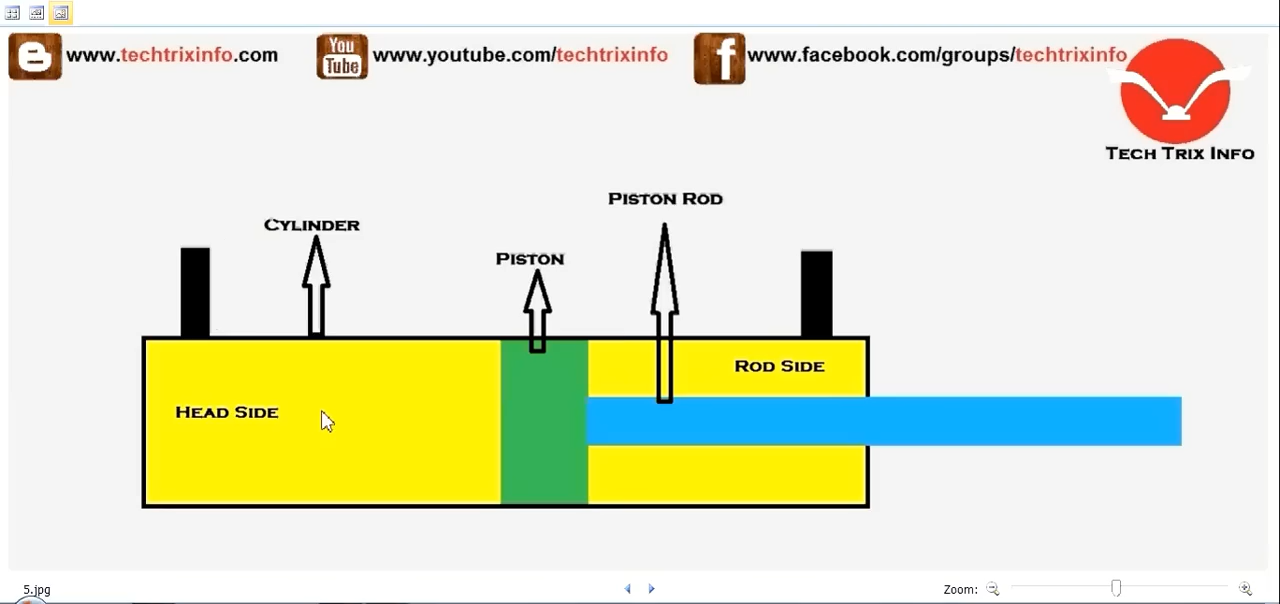 www.techtrixinfo.com
You
Tube
www.youtube.com/techtrixinfo
f
www.facebook.com/groups/techtrixinfo
Tech Trix Info
Piston Rod
Cylinder
Piston
Rod Side
Head Side
5.jpg
Zoom: